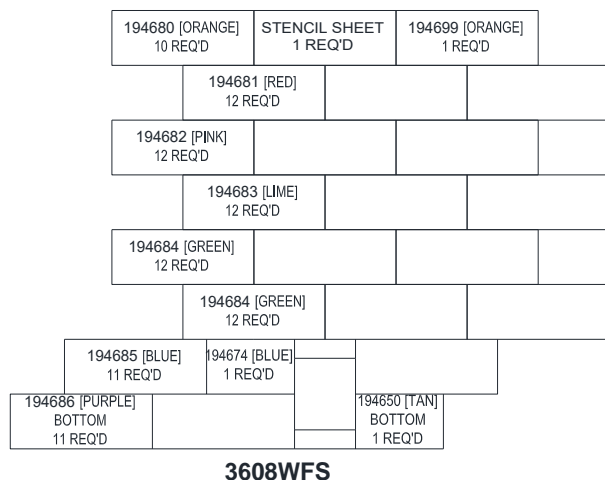 194680 [ORANGE]
10 REQ'D
STENCIL SHEET
1 REQ'D
194699 [ORANGE]
1 REQ'D
194681 [RED]
12 REQ'D
194682 [PINK]
12 REQ'D
194683 [LIME]
12 REQ'D
194684 [GREEN]
12 REQ'D
194684 [GREEN]
12 REQ'D
194685 [BLUE]
11 REQ'D
194674 [BLUE]
1 REQ'D
194686 [PURPLE]
BOTTOM
11 REQ'D
194650 [TAN]
BOTTOM
1 REQ'D
3608WFS